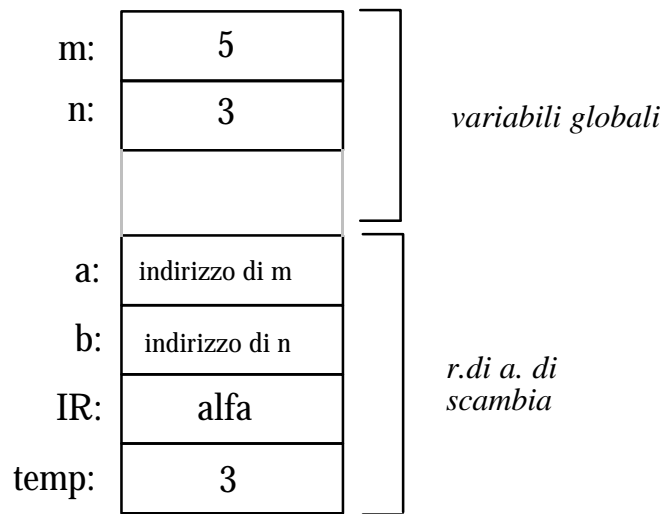 m: 5
n: 3
variabili globali
a: indirizzo di m
b: indirizzo di n
r.di a. di
scambia
IR: alfa
temp: 3